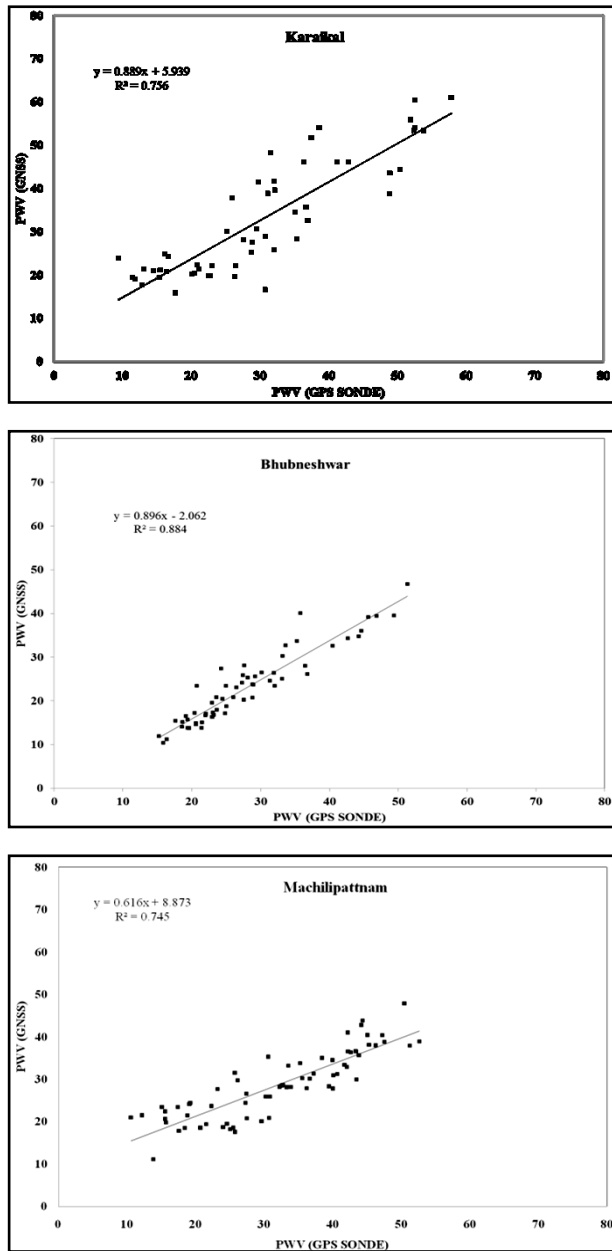 Karaikal
y = 0.889x + 5.939
R² = 0.756
80
70
60
50
40
30
20
10
0
PWV (GNSS)
0 10 20 30 40 50 60 70 80
PWV (GPS SONDE)
Bhubneshwar
y = 0.896x - 2.062
R² = 0.884
80
70
60
50
40
30
20
10
0
PWV (GNSS)
0 10 20 30 40 50 60 70 80
PWV (GPS SONDE)
Machilipattnam
y = 0.616x + 8.873
R² = 0.745
80
70
60
50
40
30
20
10
0
PWV (GNSS)
0 10 20 30 40 50 60 70 80
PWV (GPS SONDE)